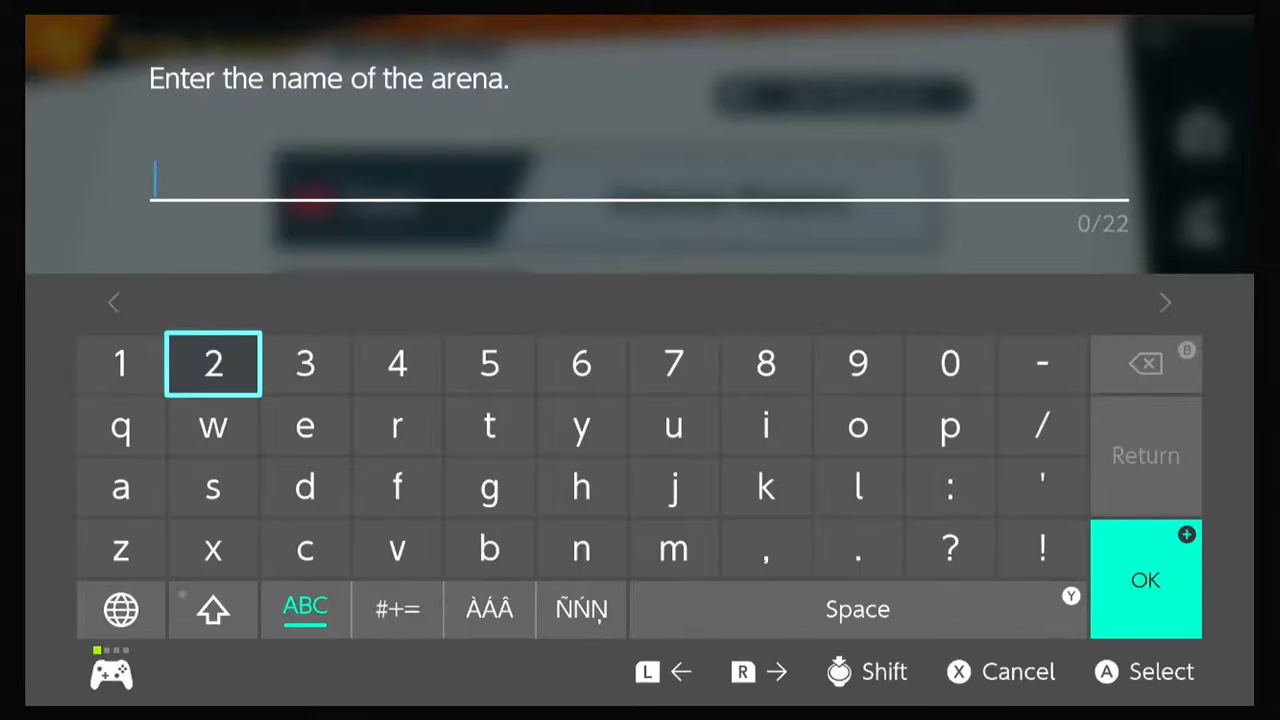 Enter the name of the arena.
0/22
1 2 3 4 5 6 7 8 9 0 - B
q w e r t y u i o p /
Return
a s d f g h j k l : '
z x c v b n m , . ? !
OK
ABC #+= ÀÁÂ ÑŃŅ Space Y
L ← R → Shift X Cancel A Select